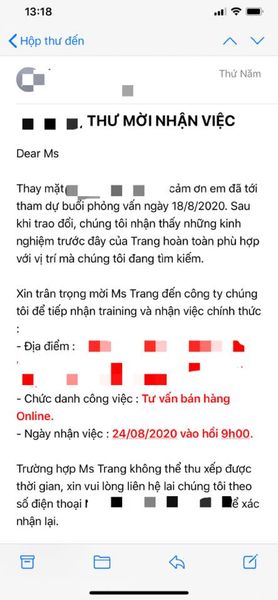 13:18
Hộp thư đến
Thứ Năm
, THƯ MỜI NHẬN VIỆC
Dear Ms
Thay mặt cảm ơn em đã tới
tham dự buổi phỏng vấn ngày 18/8/2020. Sau
khi trao đổi, chúng tôi nhận thấy những kinh
nghiệm trước đây của Trang hoàn toàn phù hợp
với vị trí mà chúng tôi đang tìm kiếm.
Xin trân trọng mời Ms Trang đến công ty chúng
tôi để tiếp nhận training và nhận việc chính thức
:
- Địa điểm :
- Chức danh công việc : Tư vấn bán hàng
Online.
- Ngày nhận việc : 24/08/2020 vào hồi 9h00.
Trường hợp Ms Trang không thể thu xếp được
thời gian, xin vui lòng liên hệ lại chúng tôi theo
số điện thoại để xác
nhận lại.